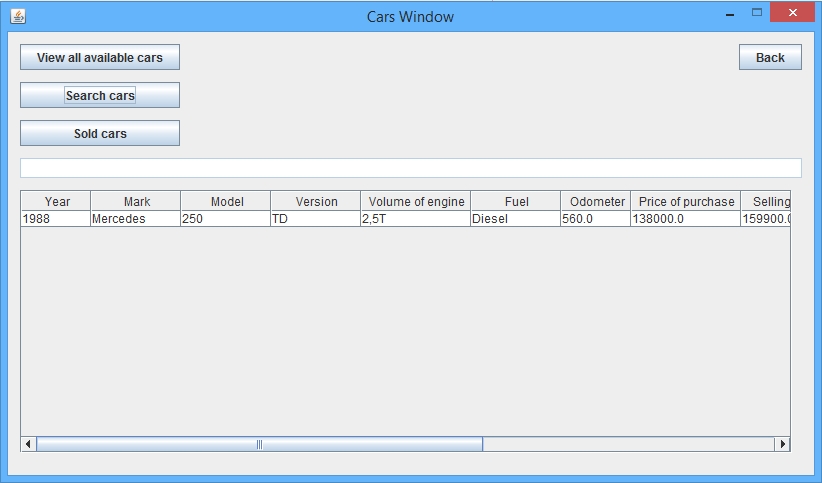 Cars Window
View all available cars
Back
Search cars
Sold cars
Year Mark Model Version Volume of engine Fuel Odometer Price of purchase Selling
1988 Mercedes 250 TD 2,5T Diesel 560.0 138000.0 159900.0